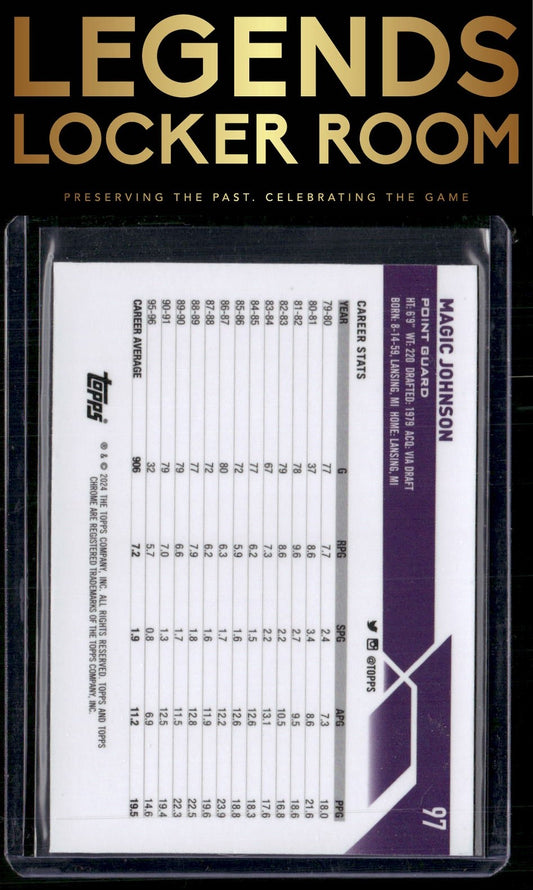 LEGENDS
LOCKER ROOM
PRESERVING THE PAST. CELEBRATING THE GAME
97
MAGIC JOHNSON
POINT GUARD
HT: 6'9" WT: 220 DRAFTED: 1979 ACQ: VIA DRAFT
BORN: 8-14-59, LANSING, MI HOME: LANSING, MI
@TOPPS
CAREER STATS
YEAR G RPG SPG APG PPG
79-80 77 7.7 2.4 7.3 18.0
80-81 37 8.6 3.4 8.6 21.6
81-82 78 9.6 2.7 9.5 18.6
82-83 79 8.6 2.2 10.5 16.8
83-84 67 7.3 2.2 13.1 17.6
84-85 77 6.2 1.5 12.6 18.3
85-86 72 5.9 1.6 12.6 18.8
86-87 80 6.3 1.7 12.2 23.9
87-88 72 6.2 1.6 11.9 19.6
88-89 77 7.9 1.8 12.8 22.5
89-90 79 6.6 1.7 11.5 22.3
90-91 79 7.0 1.3 12.5 19.4
95-96 32 5.7 0.8 6.9 14.6
CAREER AVERAGE 906 7.2 1.9 11.2 19.5
topps
® & © 2024 THE TOPPS COMPANY, INC. ALL RIGHTS RESERVED. TOPPS AND TOPPS
CHROME ARE REGISTERED TRADEMARKS OF THE TOPPS COMPANY, INC.